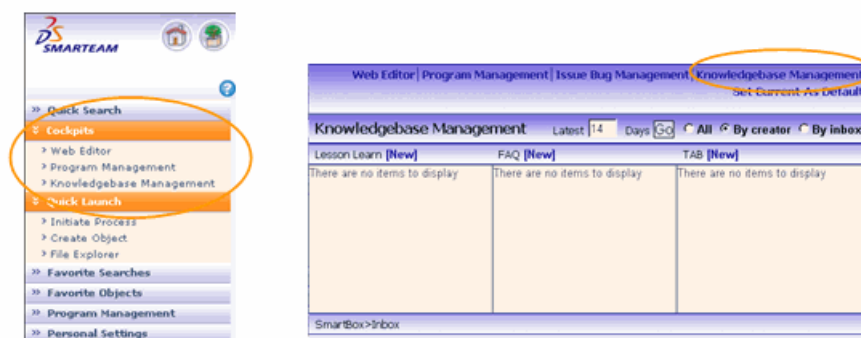 SMARTEAM
Quick Search
Cockpits
Web Editor
Program Management
Knowledgebase Management
Quick Launch
Initiate Process
Create Object
File Explorer
Favorite Searches
Favorite Objects
Program Management
Personal Settings
Web Editor | Program Management | Issue Bug Management | Knowledgebase Management
Set Current As Default
Knowledgebase Management Latest 14 Days Go All By creator By inbox
Lesson Learn [New] FAQ [New] TAB [New]
There are no items to display There are no items to display There are no items to display
SmartBox>Inbox